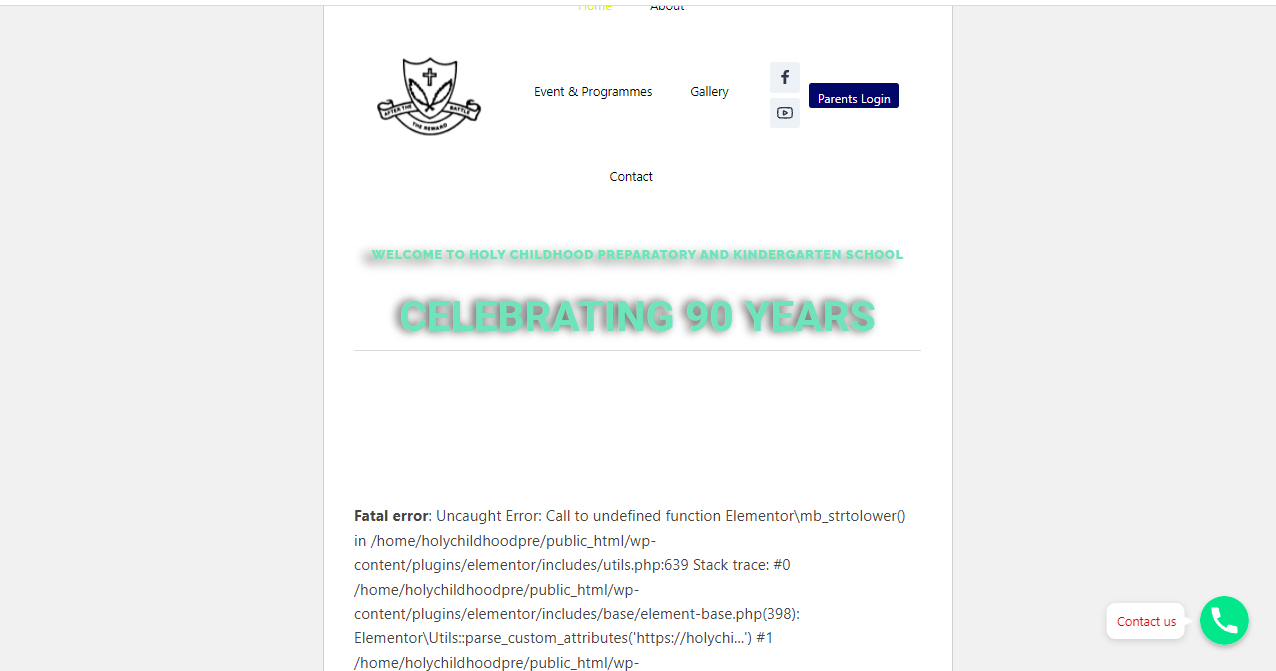 Home About
AFTER THE BATTLE
THE REWARD
Event & Programmes Gallery
Parents Login
Contact
WELCOME TO HOLY CHILDHOOD PREPARATORY AND KINDERGARTEN SCHOOL
CELEBRATING 90 YEARS
Fatal error: Uncaught Error: Call to undefined function Elementor\mb_strtolower()
in /home/holychildhoodpre/public_html/wp-
content/plugins/elementor/includes/utils.php:639 Stack trace: #0
/home/holychildhoodpre/public_html/wp-
content/plugins/elementor/includes/base/element-base.php(398):
Elementor\Utils::parse_custom_attributes('https://holychi...') #1
/home/holychildhoodpre/public_html/wp-
Contact us